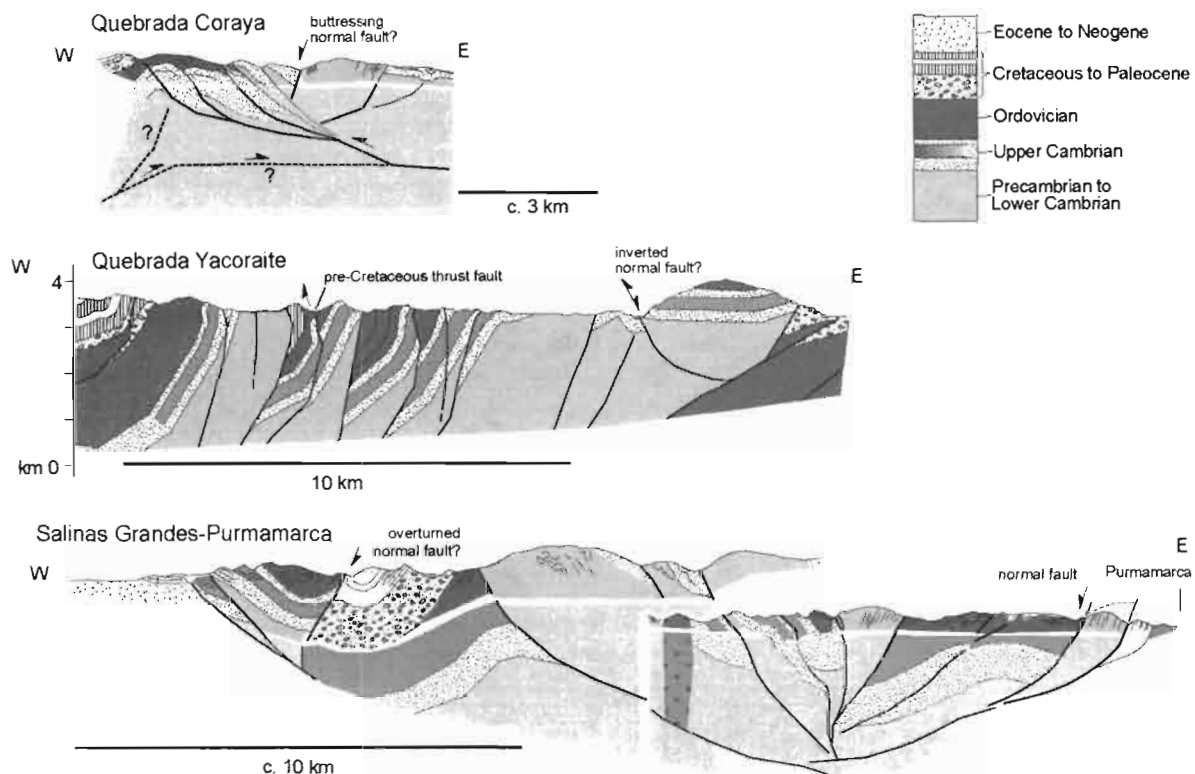 Quebrada Coraya
buttressing
normal fault?
W
E
?
?
c. 3 km
Eocene to Neogene
Cretaceous to Paleocene
Ordovician
Upper Cambrian
Precambrian to
Lower Cambrian
W
Quebrada Yacoraite
4
pre-Cretaceous thrust fault
inverted
normal fault?
E
km 0
10 km
Salinas Grandes-Purmamarca
W
overturned
normal fault?
E
normal fault
Purmamarca
c. 10 km